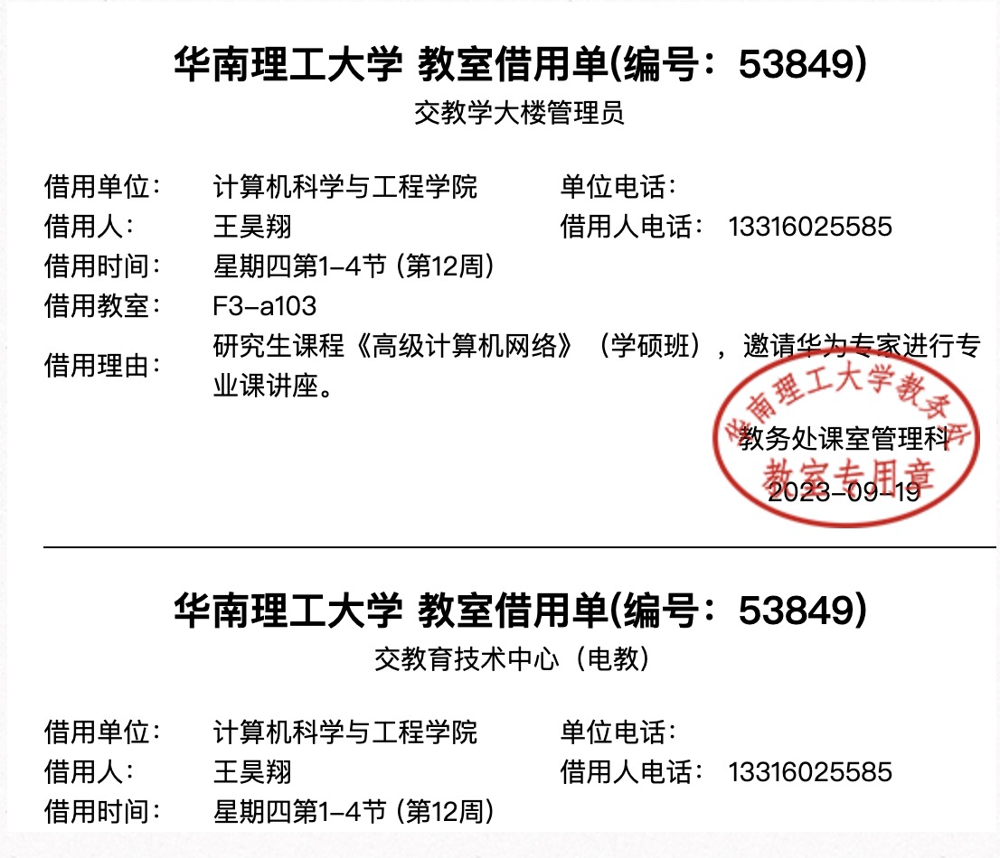 华南理工大学 教室借用单(编号：53849)
交教学大楼管理员
借用单位： 计算机科学与工程学院 单位电话：
借用人： 王昊翔 借用人电话： 13316025585
借用时间： 星期四第1–4节 (第12周)
借用教室： F3–a103
借用理由： 研究生课程《高级计算机网络》（学硕班），邀请华为专家进行专
业课讲座。
华南理工大学教务处
教务处课室管理科
教室专用章
2023–09–19
华南理工大学 教室借用单(编号：53849)
交教育技术中心（电教）
借用单位： 计算机科学与工程学院 单位电话：
借用人： 王昊翔 借用人电话： 13316025585
借用时间： 星期四第1–4节 (第12周)